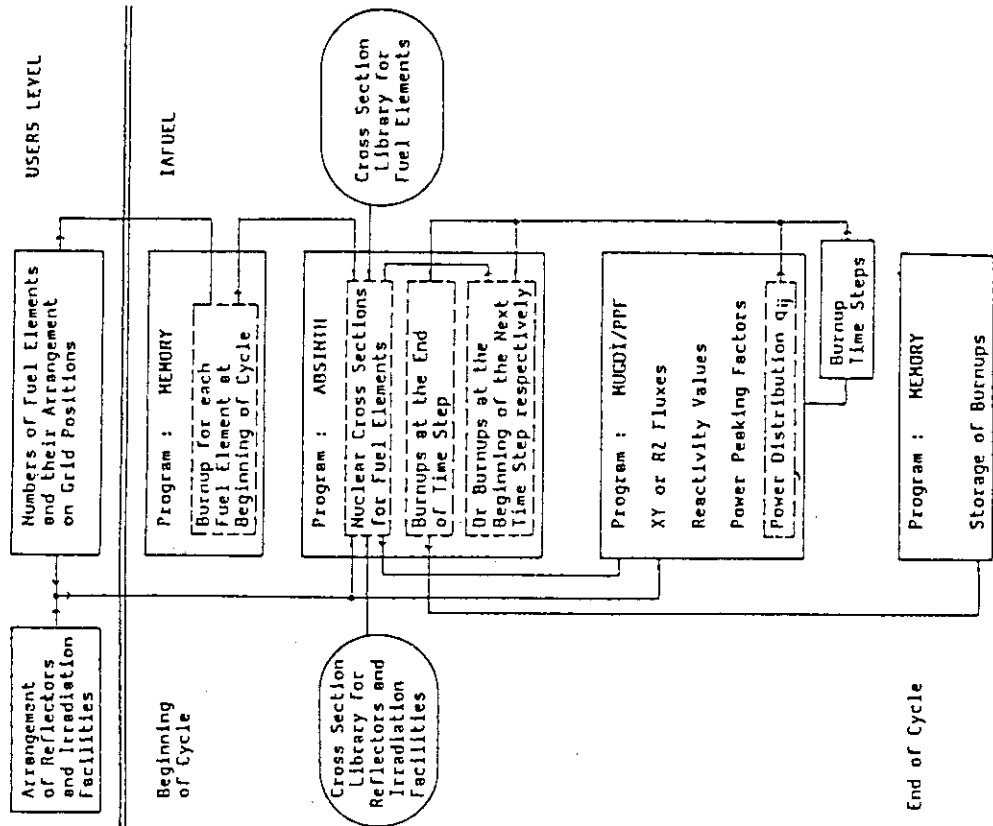 Arrangement
of Reflectors
and Irradiation
Facilities
Numbers of Fuel Elements
and their Arrangement
on Grid Positions
USERS LEVEL
Beginning
of Cycle
Program : MEMORY
Burnup for each
Fuel Element at
Beginning of Cycle
IAFUEL
Cross Section
Library for
Reflectors and
Irradiation
Facilities
Program : ABSIMIN
Nuclear Cross Sections
for Fuel Elements
Burnups at the End
of Time Step
Or Burnups at the
Beginning of the Next
Time Step respectively
Cross Section
Library for
Fuel Elements
Program : MUGDI/PPF
XY or RZ Fluxes
Reactivity Values
Power Peaking Factors
Power Distribution qij
Burnup
Time Steps
End of Cycle
Program : MEMORY
Storage of Burnups